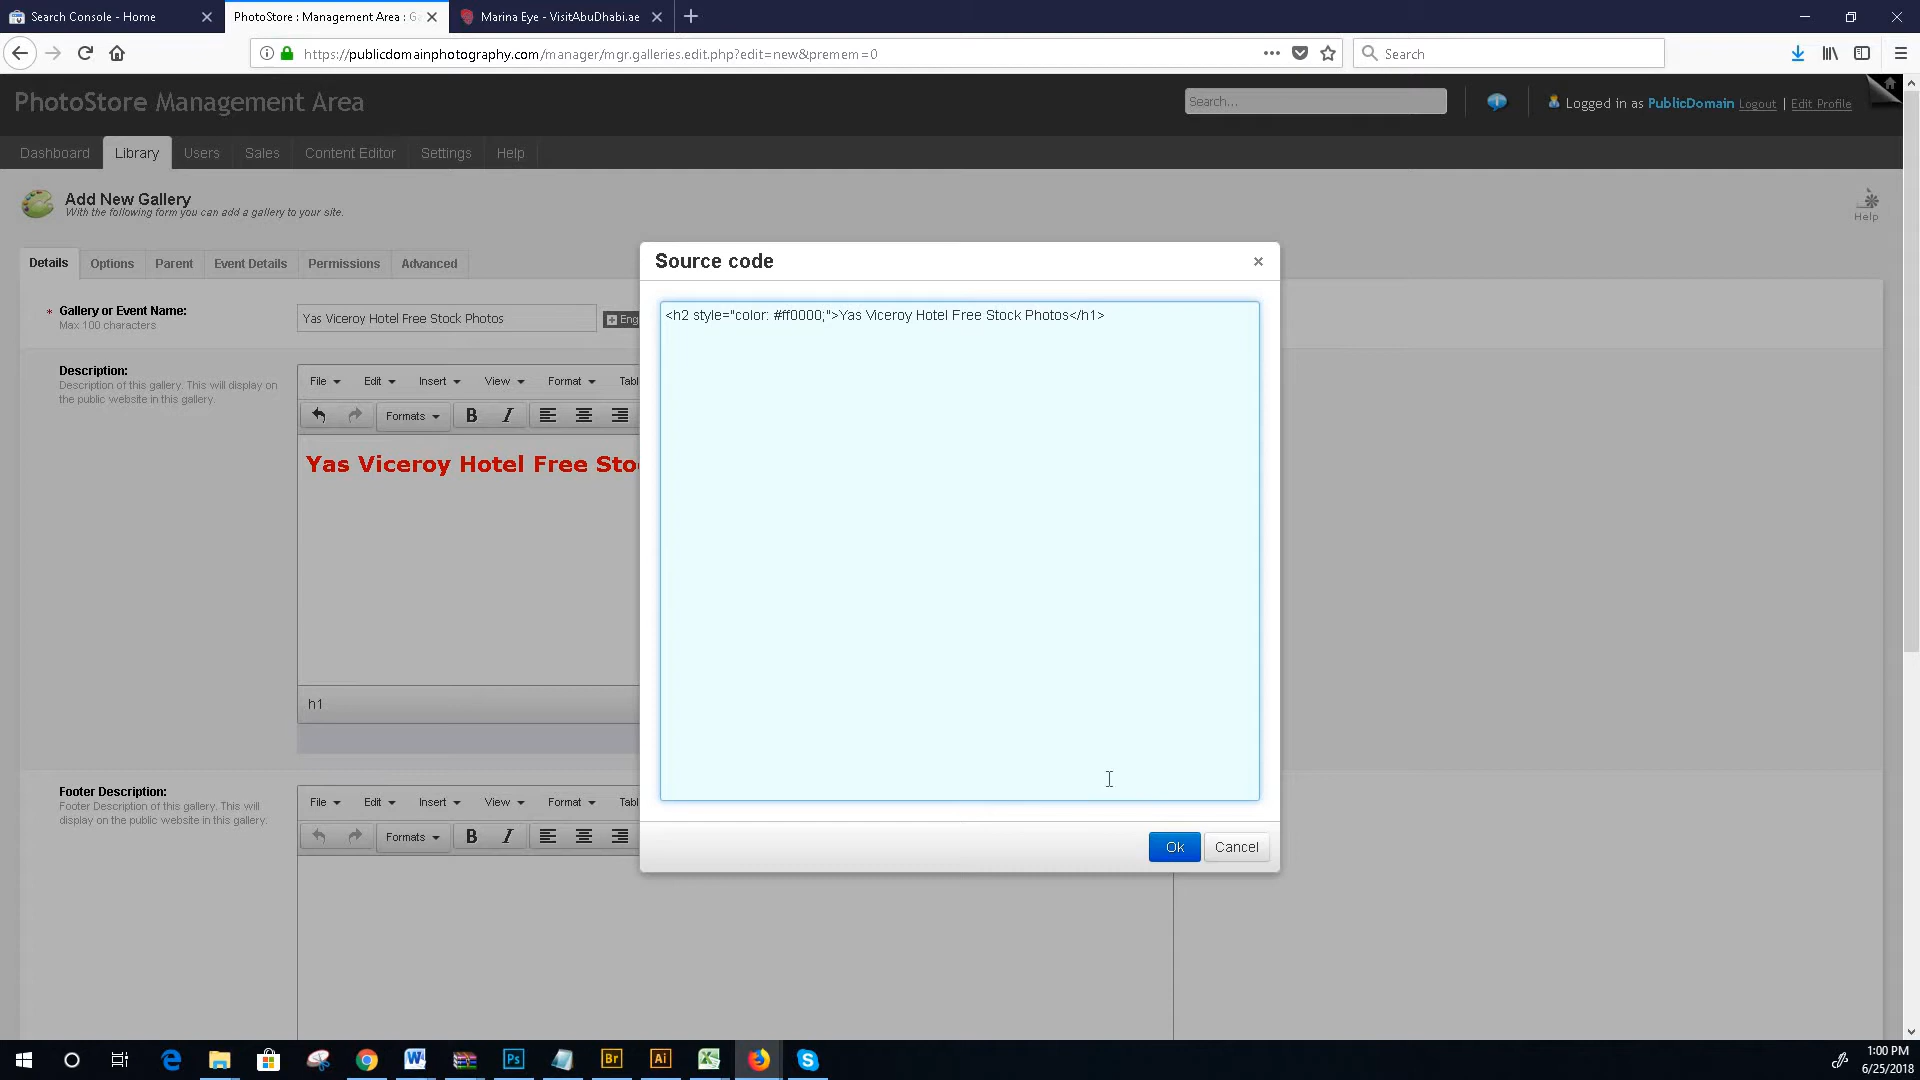 Search Console - Home
PhotoStore : Management Area : G
Marina Eye - VisitAbuDhabi.ae
https://publicdomainphotography.com/manager/mgr.galleries.edit.php?edit=new&premem=0
Search
PhotoStore Management Area
Search...
Logged in as PublicDomain Logout | Edit Profile
Dashboard
Library
Users
Sales
Content Editor
Settings
Help
Add New Gallery
With the following form you can add a gallery to your site.
Help
Details
Options
Parent
Event Details
Permissions
Advanced
* Gallery or Event Name:
Max 100 characters
Yas Viceroy Hotel Free Stock Photos
Eng
Description:
Description of this gallery. This will display on
the public website in this gallery.
File
Edit
Insert
View
Format
Tabl
Formats
B
I
Yas Viceroy Hotel Free Sto
h1
Footer Description:
Footer Description of this gallery. This will
display on the public website in this gallery.
File
Edit
Insert
View
Format
Tabl
Formats
B
I
Source code
×
<h2 style="color: #ff0000;">Yas Viceroy Hotel Free Stock Photos</h1>
Ok
Cancel
1:00 PM
6/25/2018